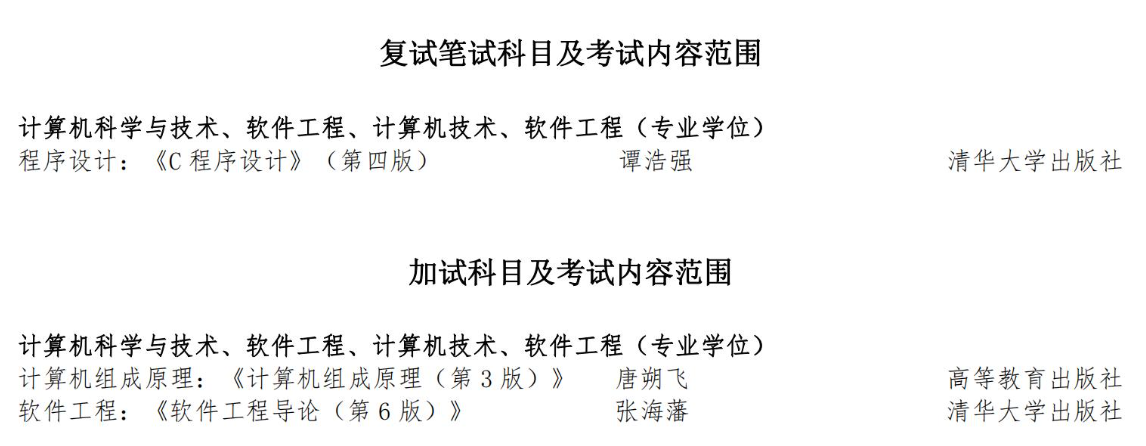 复试笔试科目及考试内容范围
计算机科学与技术、软件工程、计算机技术、软件工程（专业学位）
程序设计：《C 程序设计》（第四版） 谭浩强 清华大学出版社
加试科目及考试内容范围
计算机科学与技术、软件工程、计算机技术、软件工程（专业学位）
计算机组成原理：《计算机组成原理（第 3 版）》 唐朔飞 高等教育出版社
软件工程：《软件工程导论（第 6 版）》 张海藩 清华大学出版社